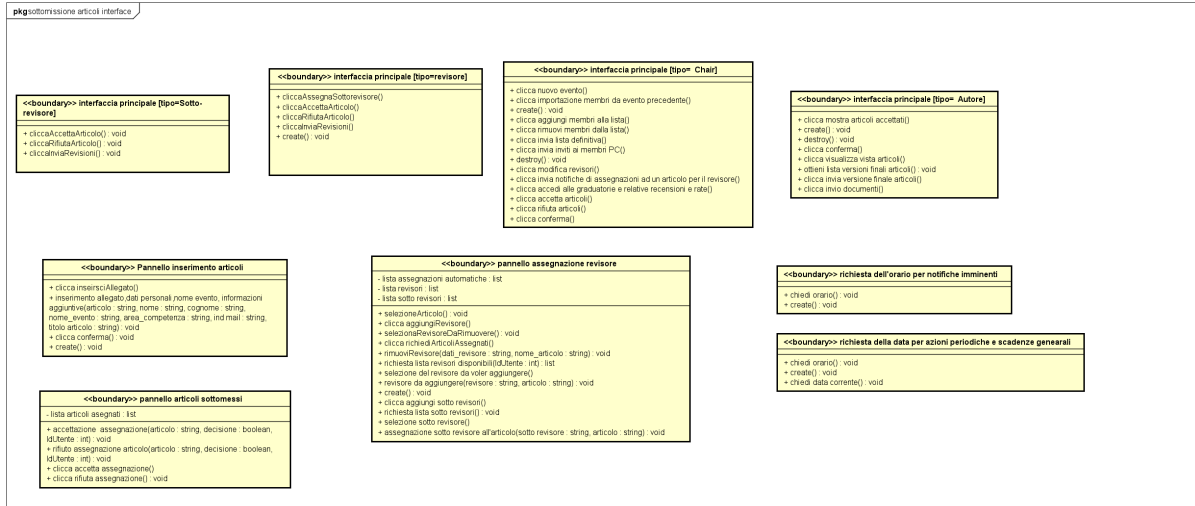 pkg sottomissione articoli interface
<<boundary>> interfaccia principale [tipo=Sotto-
revisore]
+ cliccaAccettaArticolo() : void
+ cliccaRifiutaArticolo() : void
+ cliccaInviaRevisioni() : void
<<boundary>> interfaccia principale [tipo=revisore]
+ cliccaAssegnaSottorevisore()
+ cliccaAccettaArticolo()
+ cliccaRifiutaArticolo()
+ cliccaInviaRevisioni()
+ create() : void
<<boundary>> interfaccia principale [tipo= Chair]
+ clicca nuovo evento()
+ clicca importazione membri da evento precedente()
+ create() : void
+ clicca aggiungi membri alla lista()
+ clicca rimuovi membri dalla lista()
+ clicca invia lista definitiva()
+ clicca invia inviti ai membri PC()
+ destroy() : void
+ clicca modifica revisori()
+ clicca invia notifiche di assegnazioni ad un articolo per il revisore()
+ clicca accedi alle graduatorie e relative recensioni e rate()
+ clicca accetta articoli()
+ clicca rifiuta articoli()
+ clicca conferma()
<<boundary>> interfaccia principale [tipo= Autore]
+ clicca mostra articoli accettati()
+ create() : void
+ destroy() : void
+ clicca conferma()
+ clicca visualizza vista articoli()
+ ottieni lista versioni finali articoli() : void
+ clicca invia versione finale articoli()
+ clicca invio documenti()
<<boundary>> Pannello inserimento articoli
+ clicca inseirsciAllegato()
+ inserimento allegato,dati personali,nome evento, informazioni
aggiuntive(articolo : string, nome : string, cognome : string,
nome_evento : string, area_competenza : string, ind mail : string,
titolo articolo : string) : void
+ clicca conferma() : void
+ create() : void
<<boundary>> pannello assegnazione revisore
- lista assegnazioni automatiche : list
- lista revisori : list
- lista sotto revisori : list
+ selezioneArticolo() : void
+ clicca aggiungiRevisore()
+ selezionaRevisoreDaRimuovere() : void
+ clicca richiediArticoliAssegnati()
+ rimuoviRevisore(dati_revisore : string, nome_articolo : string) : void
+ richiesta lista revisori disponibili(IdUtente : int) : list
+ selezione del revisore da voler aggiungere()
+ revisore da aggiungere(revisore : string, articolo : string) : void
+ create() : void
+ clicca aggiungi sotto revisori()
+ richiesta lista sotto revisori() : void
+ selezione sotto revisore()
+ assegnazione sotto revisore all'articolo(sotto revisore : string, articolo : string) : void
<<boundary>> richiesta dell'orario per notifiche imminenti
+ chiedi orario() : void
+ create() : void
<<boundary>> richiesta della data per azioni periodiche e scadenze genearali
+ chiedi orario() : void
+ create() : void
+ chiedi data corrente() : void
<<boundary>> pannello articoli sottomessi
- lista articoli asegnati : list
+ accettazione assegnazione(articolo : string, decisione : boolean,
IdUtente : int) : void
+ rifiuto assegnazione articolo(articolo : string, decisione : boolean,
IdUtente : int) : void
+ clicca accetta assegnazione()
+ clicca rifiuta assegnazione() : void